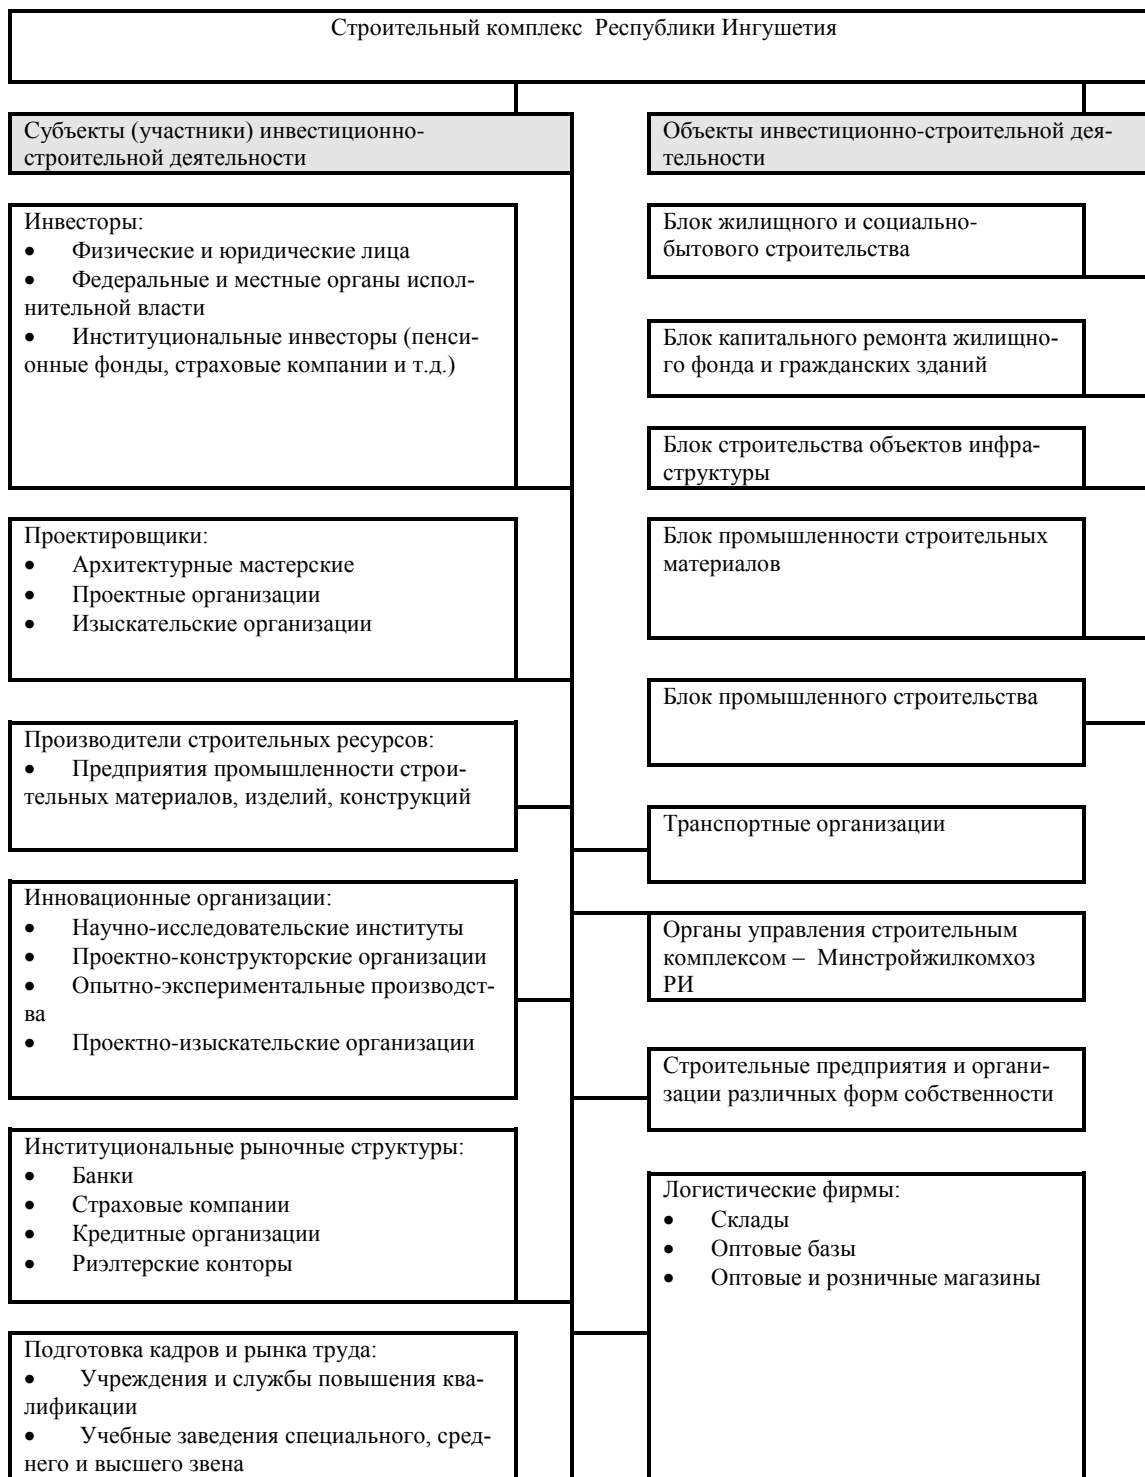 Строительный комплекс Республики Ингушетия
Субъекты (участники) инвестиционно-
строительной деятельности
Инвесторы:
• Физические и юридические лица
• Федеральные и местные органы испол-
нительной власти
• Институциональные инвесторы (пенси-
онные фонды, страховые компании и т.д.)
Проектировщики:
• Архитектурные мастерские
• Проектные организации
• Изыскательские организации
Производители строительных ресурсов:
• Предприятия промышленности строи-
тельных материалов, изделий, конструкций
Инновационные организации:
• Научно-исследовательские институты
• Проектно-конструкторские организации
• Опытно-экспериментальные производст-
ва
• Проектно-изыскательские организации
Институциональные рыночные структуры:
• Банки
• Страховые компании
• Кредитные организации
• Риэлтерские конторы
Подготовка кадров и рынка труда:
• Учреждения и службы повышения ква-
лификации
• Учебные заведения специального, сред-
него и высшего звена
Объекты инвестиционно-строительной дея-
тельности
Блок жилищного и социально-
бытового строительства
Блок капитального ремонта жилищно-
го фонда и гражданских зданий
Блок строительства объектов инфра-
структуры
Блок промышленности строительных
материалов
Блок промышленного строительства
Транспортные организации
Органы управления строительным
комплексом – Минстройжилкомхоз
РИ
Строительные предприятия и органи-
зации различных форм собственности
Логистические фирмы:
• Склады
• Оптовые базы
• Оптовые и розничные магазины